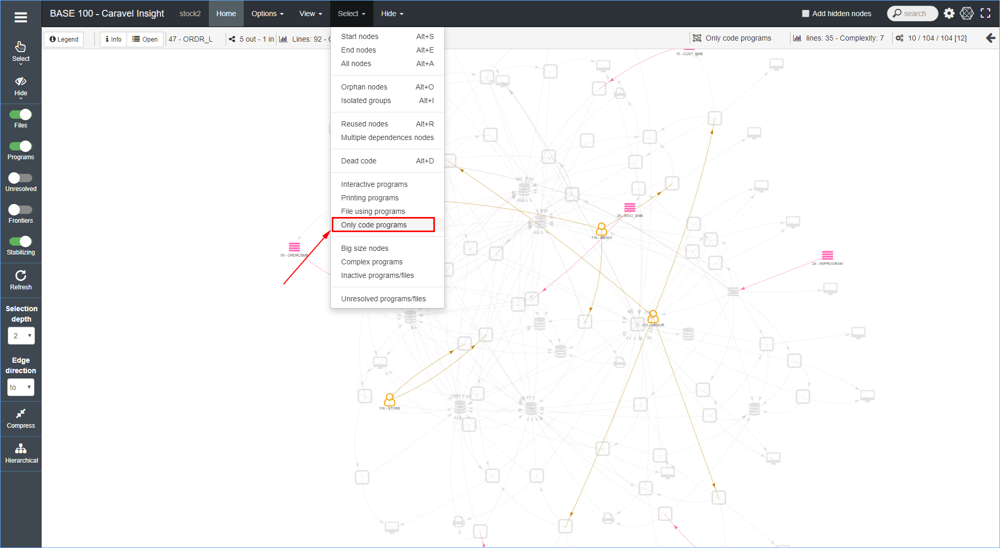 BASE 100 - Caravel Insight
stock2
Home
Options
View
Select
Hide
Add hidden nodes
search
Legend
Info
Open
47 - ORDR_L
5 out - 1 in
Lines: 92 -
Only code programs
lines: 35 - Complexity: 7
10 / 104 / 104 [12]
Select
Hide
Files
Programs
Unresolved
Frontiers
Stabilizing
Refresh
Selection
depth
2
Edge
direction
to
Compress
Hierarchical
Start nodes Alt+S
End nodes Alt+E
All nodes Alt+A
Orphan nodes Alt+O
Isolated groups Alt+I
Reused nodes Alt+R
Multiple dependences nodes
Dead code Alt+D
Interactive programs
Printing programs
File using programs
Only code programs
Big size nodes
Complex programs
Inactive programs/files
Unresolved programs/files
19 - CUST_SMB
28 - INVO_SMB
114 - MENUI
59 - ORDRLSMB
24 - INIPROGRAM
115 - MENUR
116 - STORE